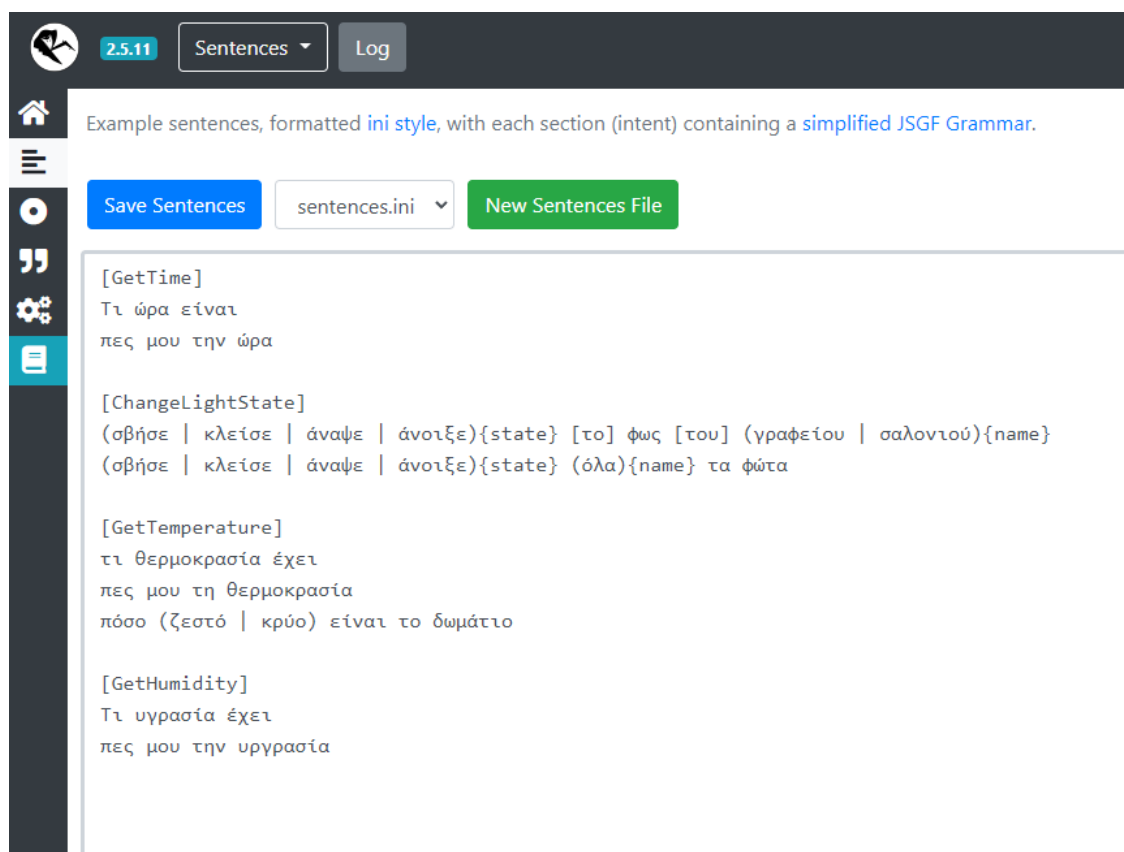 2.5.11 Sentences Log
Example sentences, formatted ini style, with each section (intent) containing a simplified JSGF Grammar.
Save Sentences sentences.ini New Sentences File
[GetTime]
Τι ώρα είναι
πες μου την ώρα
[ChangeLightState]
(σβήσε | κλείσε | άναψε | άνοιξε){state} [το] φως [του] (γραφείου | σαλονιού){name}
(σβήσε | κλείσε | άναψε | άνοιξε){state} (όλα){name} τα φώτα
[GetTemperature]
τι θερμοκρασία έχει
πες μου τη θερμοκρασία
πόσο (ζεστό | κρύο) είναι το δωμάτιο
[GetHumidity]
Τι υγρασία έχει
πες μου την υργρασία